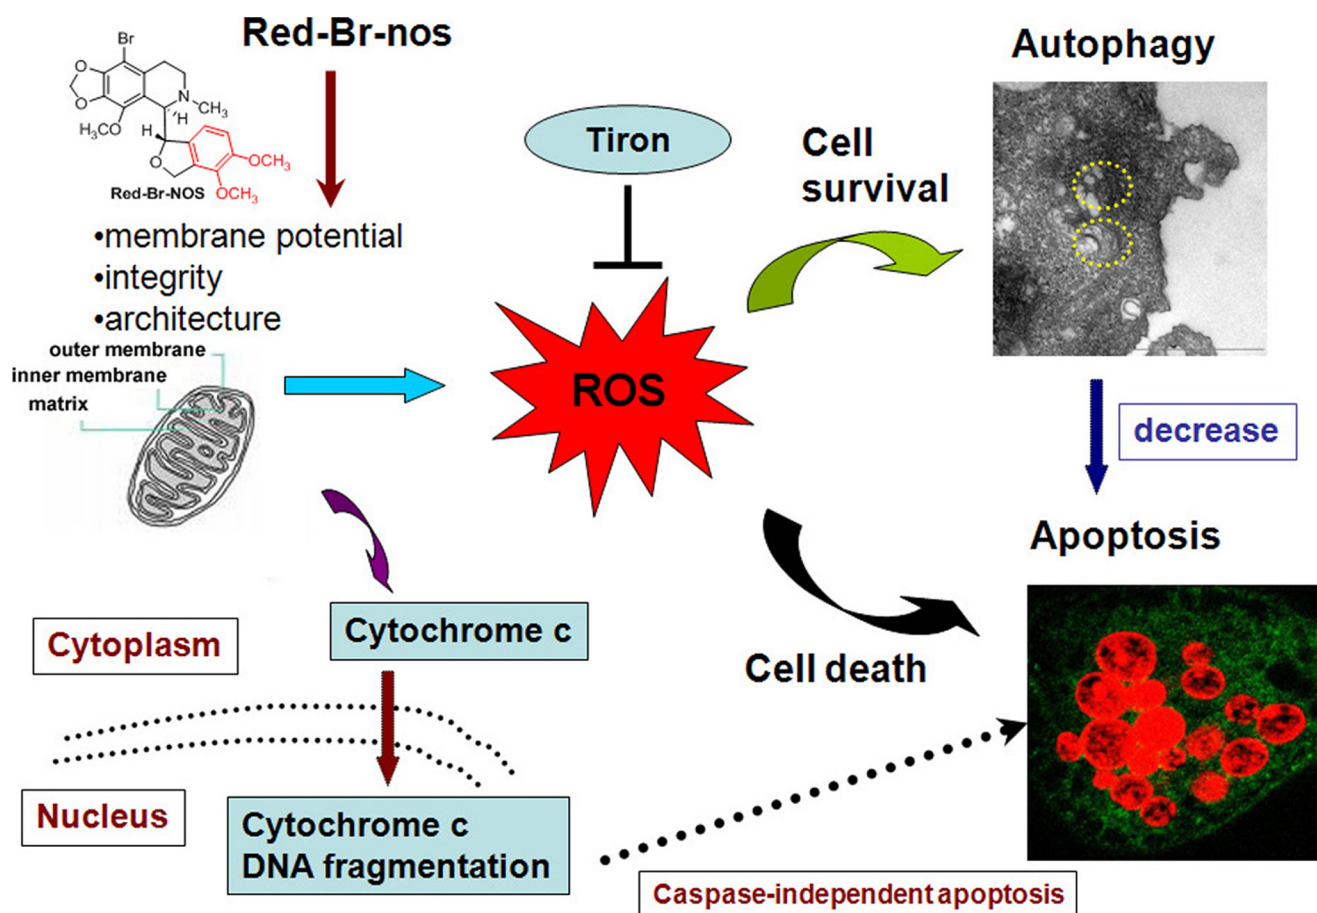 Red-Br-nos
Br
O
O
N
CH₃
H₃CO
H
H
O
OCH₃
OCH₃
Red-Br-NOS
•membrane potential
•integrity
•architecture
outer membrane
inner membrane
matrix
Tiron
ROS
Cell
survival
Autophagy
decrease
Apoptosis
Cell death
Cytochrome c
Cytoplasm
Nucleus
Cytochrome c
DNA fragmentation
Caspase-independent apoptosis